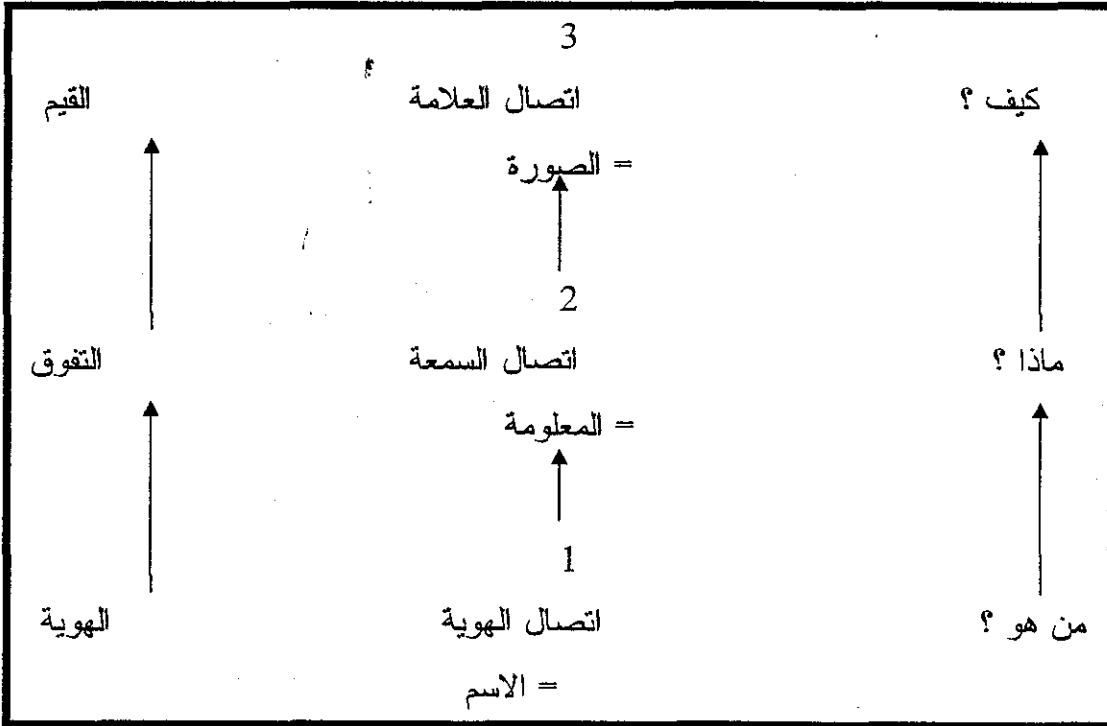 3
كيف ؟ اتصال العلامة القيم
= الصورة
2
ماذا ؟ اتصال السمعة التفوق
= المعلومة
1
من هو ؟ اتصال الهوية الهوية
= الاسم